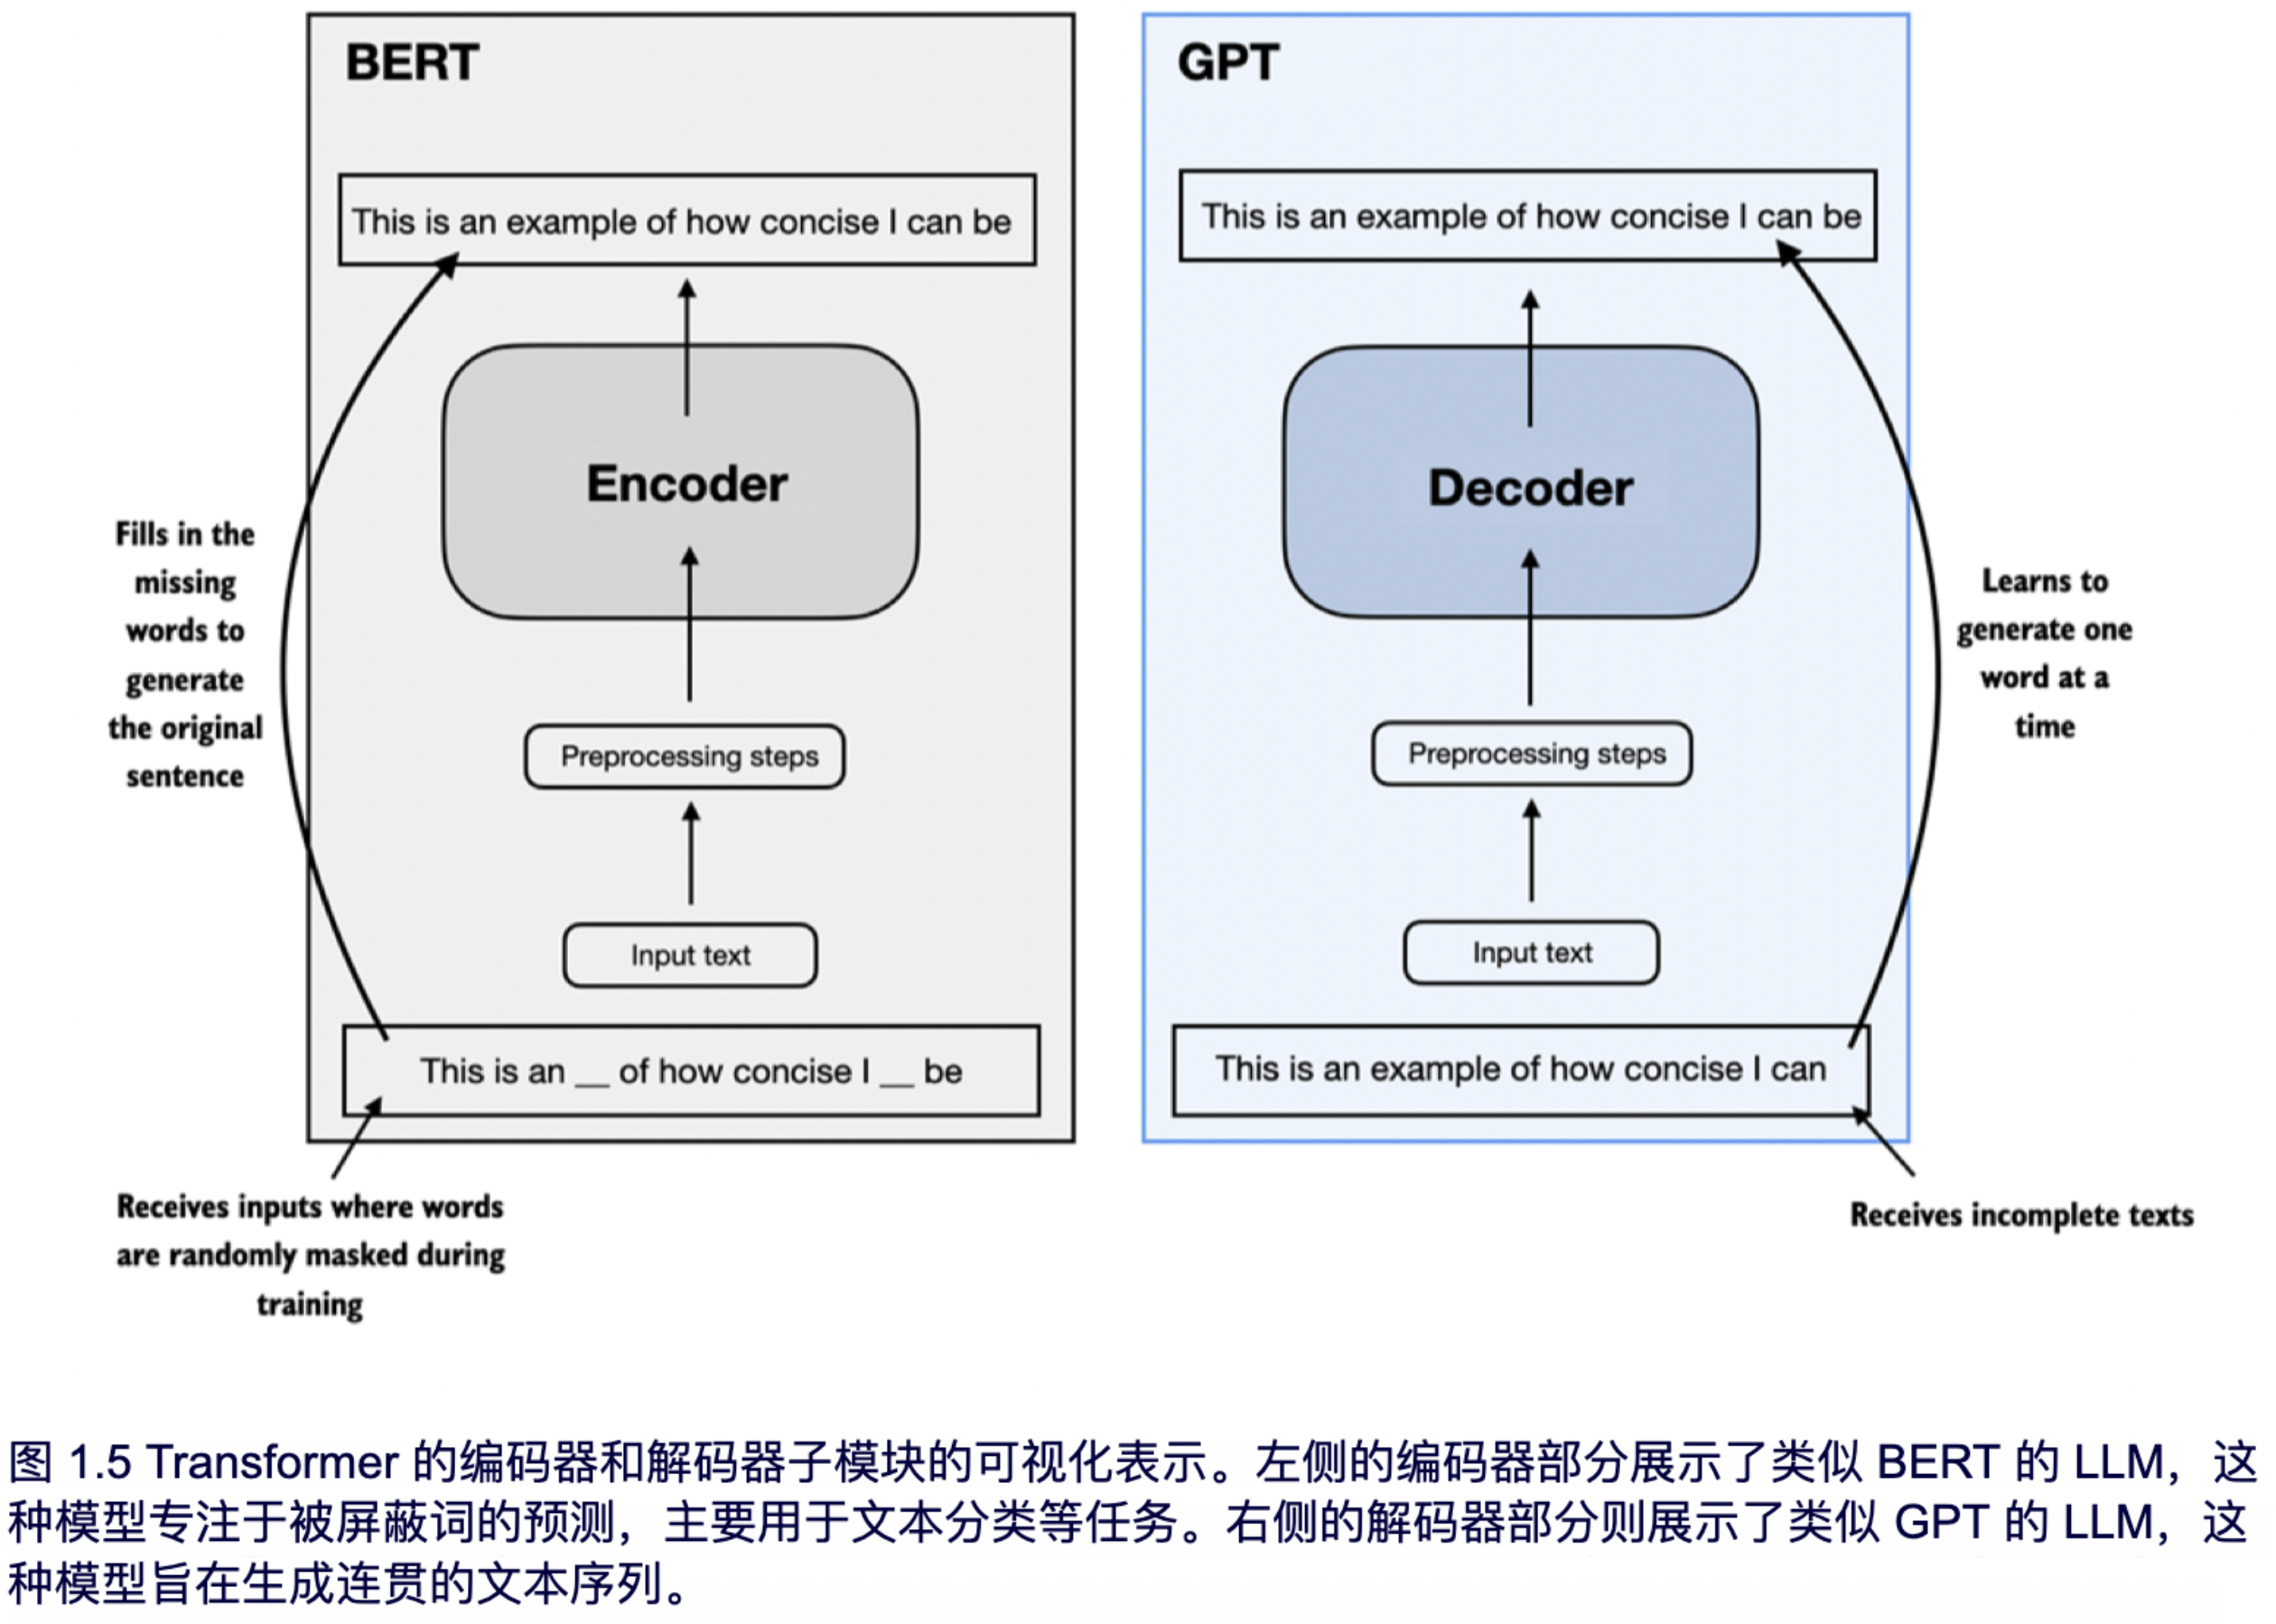 BERT
This is an example of how concise I can be
Encoder
Preprocessing steps
Input text
This is an __ of how concise I __ be
Fills in the
missing
words to
generate
the original
sentence
Receives inputs where words
are randomly masked during
training
GPT
This is an example of how concise I can be
Decoder
Preprocessing steps
Input text
This is an example of how concise I can
Learns to
generate one
word at a
time
Receives incomplete texts
图 1.5 Transformer 的编码器和解码器子模块的可视化表示。左侧的编码器部分展示了类似 BERT 的 LLM，这
种模型专注于被屏蔽词的预测，主要用于文本分类等任务。右侧的解码器部分则展示了类似 GPT 的 LLM，这
种模型旨在生成连贯的文本序列。